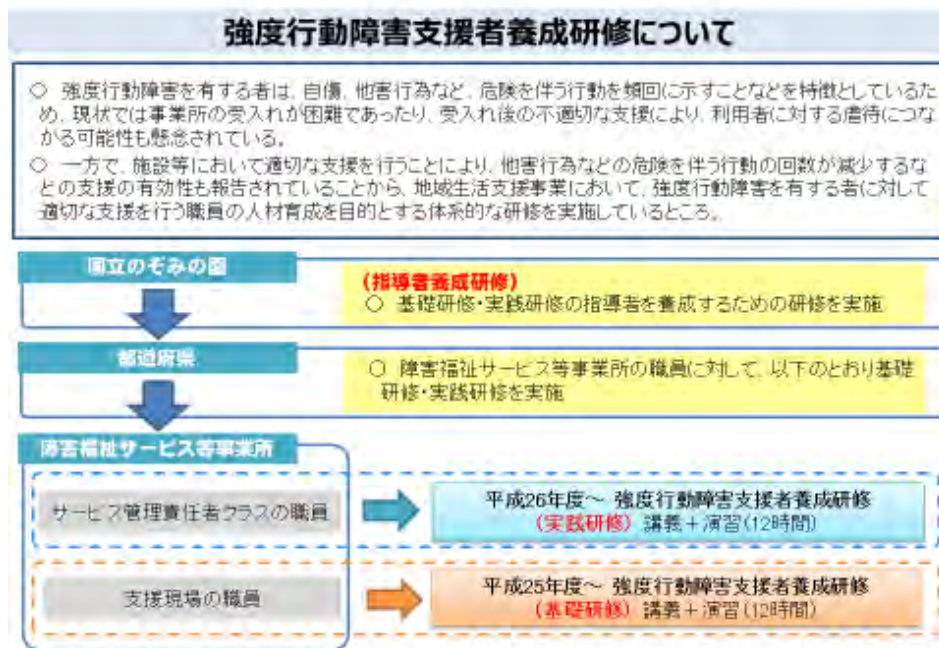 強度行動障害支援者養成研修について
○ 強度行動障害を有する者は、自傷、他害行為など、危険を伴う行動を頻回に示すことなどを特徴としているた
め、現状では事業所の受入れが困難であったり、受入れ後の不適切な支援により、利用者に対する虐待につな
がる可能性も懸念されている。
○ 一方で、施設等において適切な支援を行うことにより、他害行為などの危険を伴う行動の回数が減少するな
どの支援の有効性も報告されていることから、地域生活支援事業において、強度行動障害を有する者に対して
適切な支援を行う職員の人材育成を目的とする体系的な研修を実施しているところ。
国立のぞみの園
(指導者養成研修)
○ 基礎研修・実践研修の指導者を養成するための研修を実施
都道府県
○ 障害福祉サービス等事業所の職員に対して、以下のとおり基礎
研修・実践研修を実施
障害福祉サービス等事業所
サービス管理責任者クラスの職員
平成26年度～ 強度行動障害支援者養成研修
(実践研修) 講義＋演習(12時間)
支援現場の職員
平成25年度～ 強度行動障害支援者養成研修
(基礎研修) 講義＋演習(12時間)